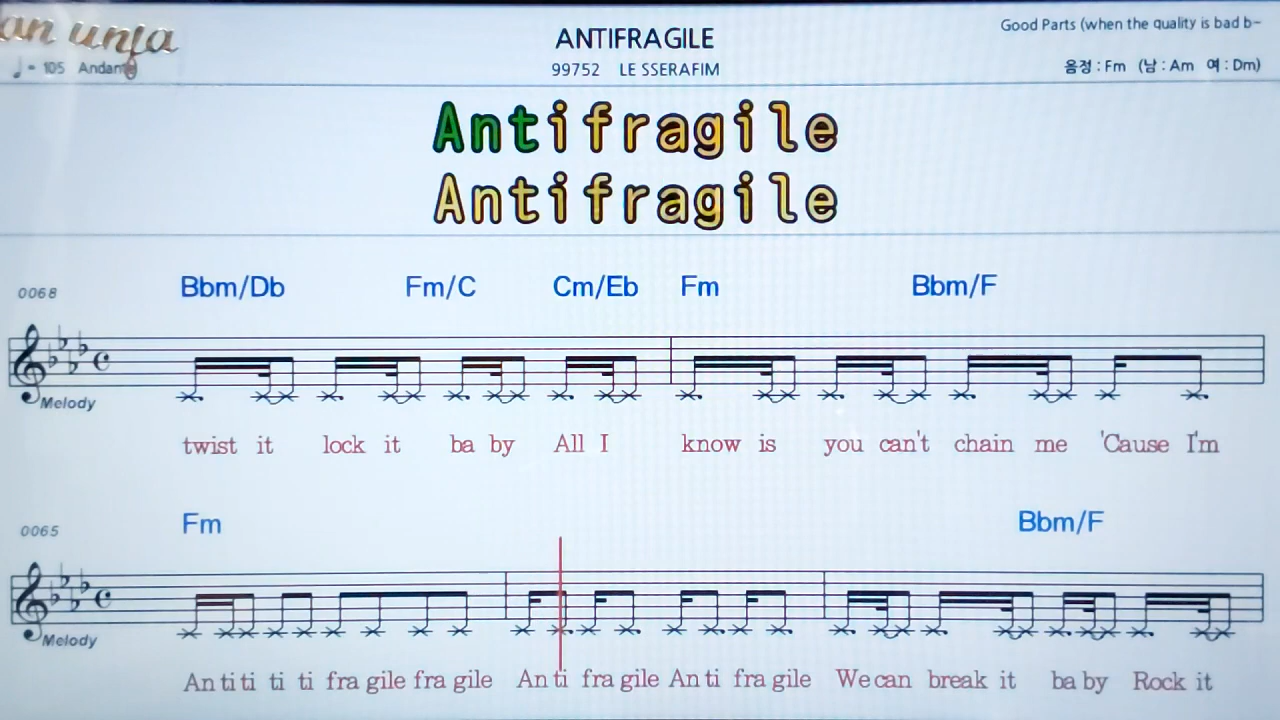 ANTIFRAGILE
Good Parts (when the quality is bad b~
♩= 105 Andante
99752 LE SSERAFIM
음정 : Fm (남 : Am 여 : Dm)
Antifragile
Antifragile
0068 Bbm/Db Fm/C Cm/Eb Fm Bbm/F
Melody
twist it lock it ba by All I know is you can't chain me 'Cause I'm
0065 Fm Bbm/F
Melody
An ti ti ti ti fra gile fra gile An ti fra gile An ti fra gile We can break it ba by Rock it